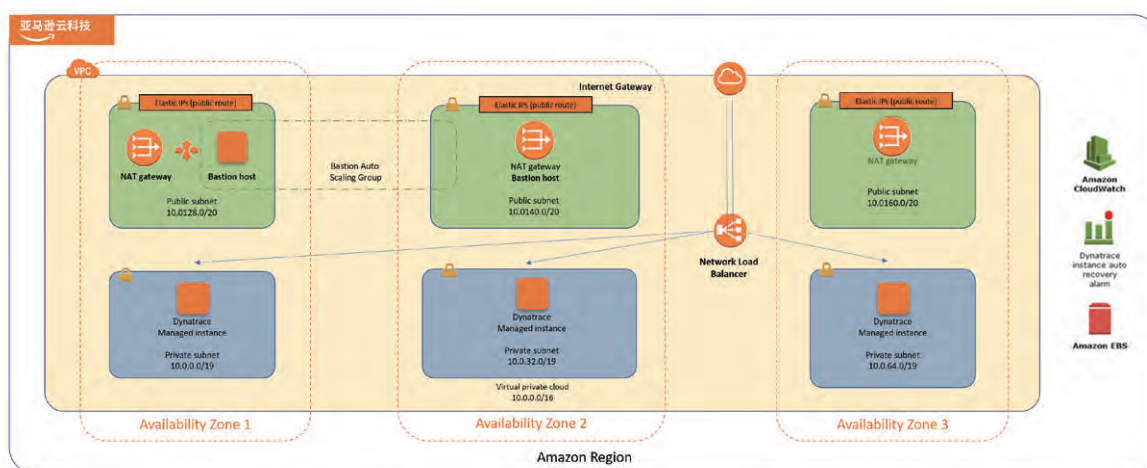 亚马逊云科技
VPC
Internet Gateway
Elastic IPs (public route)
NAT gateway
Bastion host
Public subnet
10.0128.0/20
Bastion Auto
Scaling Group
Elastic IPs (public route)
NAT gateway
Bastion host
Public subnet
10.0140.0/20
Elastic IPs (public route)
NAT gateway
Public subnet
10.0160.0/20
Network Load
Balancer
Dynatrace
Managed instance
Private subnet
10.0.0.0/19
Dynatrace
Managed instance
Private subnet
10.0.32.0/19
Virtual private cloud
10.0.0.0/16
Dynatrace
Managed instance
Private subnet
10.0.64.0/19
Amazon
CloudWatch
Dynatrace
instance auto
recovery
alarm
Amazon EBS
Availability Zone 1
Availability Zone 2
Availability Zone 3
Amazon Region